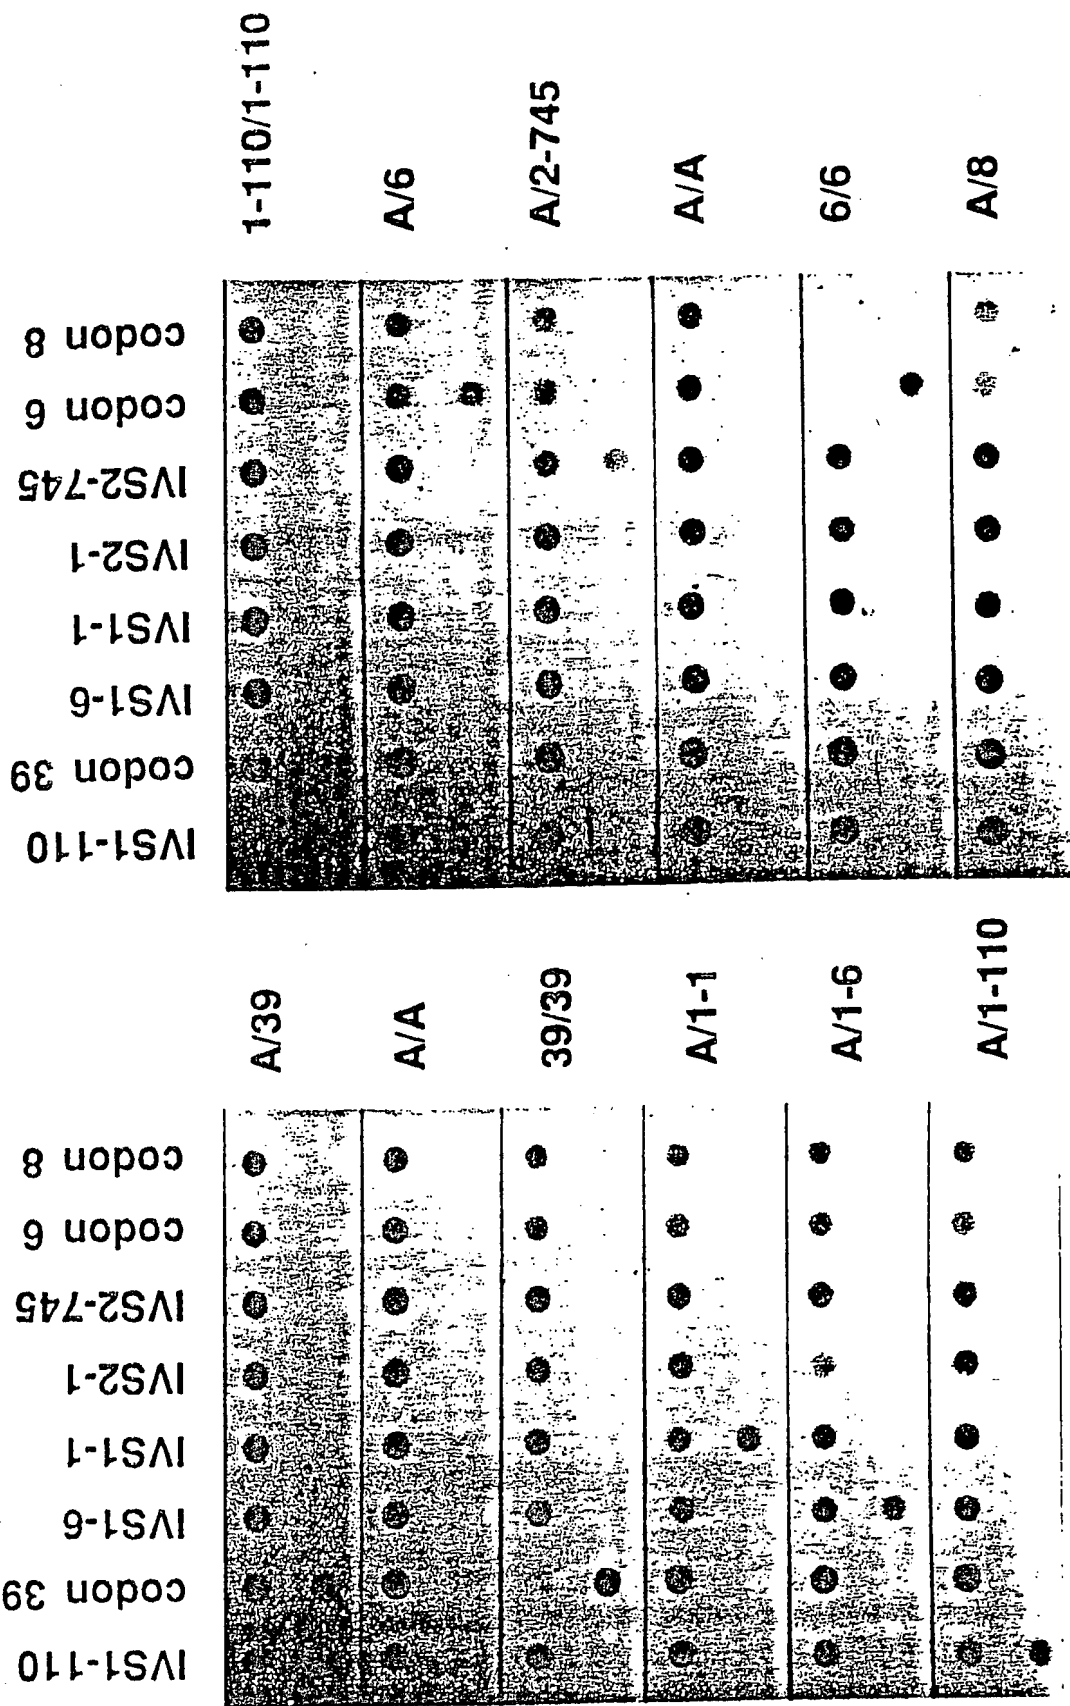 codon 8
codon 6
IVS2-745
IVS2-1
IVS1-1
IVS1-6
codon 39
IVS1-110
1-110/1-110
A/6
A/2-745
A/A
6/6
A/8
codon 8
codon 6
IVS2-745
IVS2-1
IVS1-1
IVS1-6
codon 39
IVS1-110
A/39
A/A
39/39
A/1-1
A/1-6
A/1-110